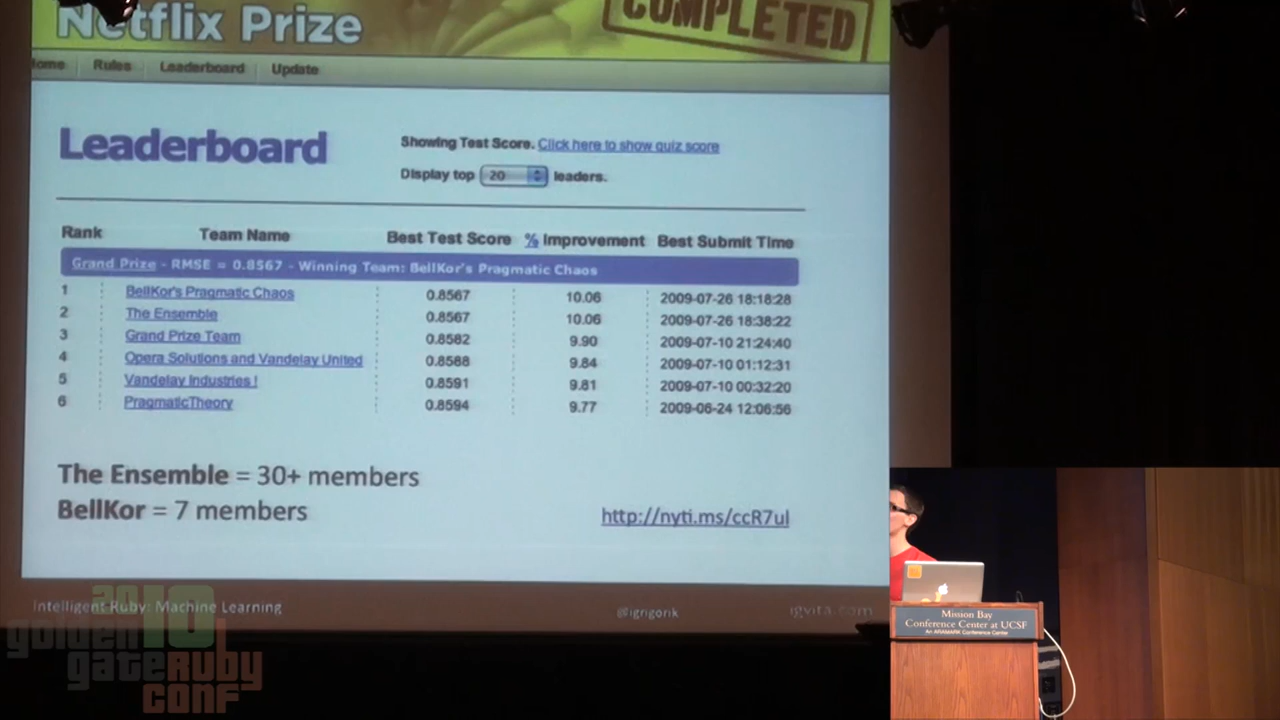 Netflix Prize
COMPLETED
Home Rules Leaderboard Update
Leaderboard
Showing Test Score. Click here to show quiz score
Display top 20 leaders.
Rank Team Name Best Test Score % Improvement Best Submit Time
Grand Prize - RMSE = 0.8567 - Winning Team: BellKor's Pragmatic Chaos
1 BellKor's Pragmatic Chaos 0.8567 10.06 2009-07-26 18:18:28
2 The Ensemble 0.8567 10.06 2009-07-26 18:38:22
3 Grand Prize Team 0.8582 9.90 2009-07-10 21:24:40
4 Opera Solutions and Vandelay United 0.8588 9.84 2009-07-10 01:12:31
5 Vandelay Industries ! 0.8591 9.81 2009-07-10 00:32:20
6 PragmaticTheory 0.8594 9.77 2009-06-24 12:06:56
The Ensemble = 30+ members
BellKor = 7 members
http://nyti.ms/ccR7ul
Intelligent Ruby: Machine Learning
@igrigorik
igvita.com
2010
golden
gateRuby
conf
Mission Bay
Conference Center at UCSF
An ARAMARK Conference Center